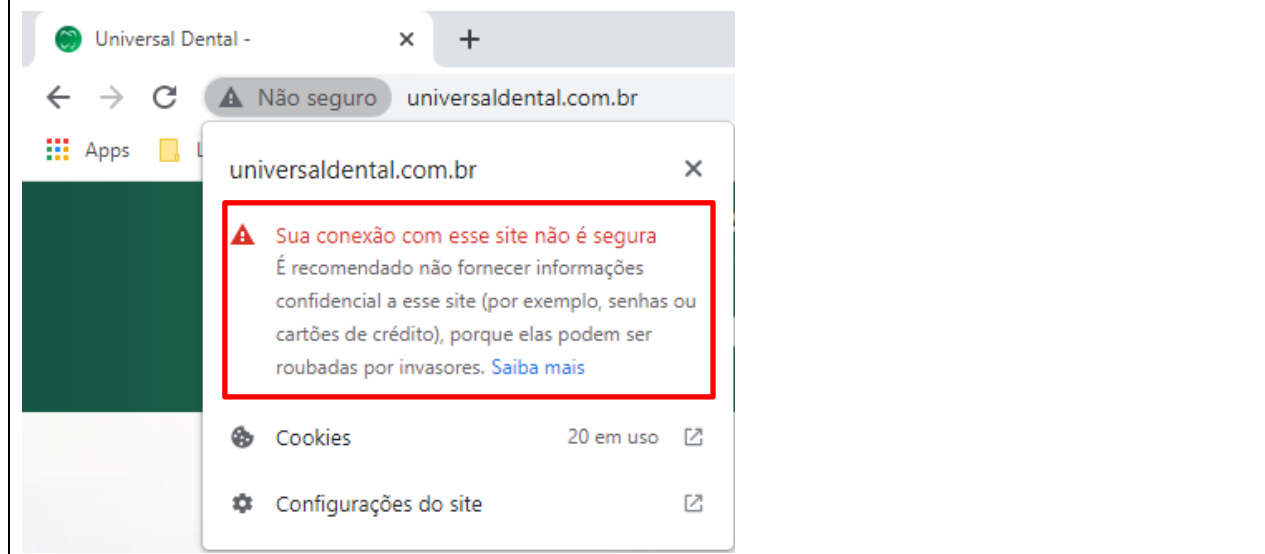 Universal Dental -
Não seguro universaldental.com.br
Apps
universaldental.com.br
Sua conexão com esse site não é segura
É recomendado não fornecer informações
confidencial a esse site (por exemplo, senhas ou
cartões de crédito), porque elas podem ser
roubadas por invasores. Saiba mais
Cookies 20 em uso
Configurações do site